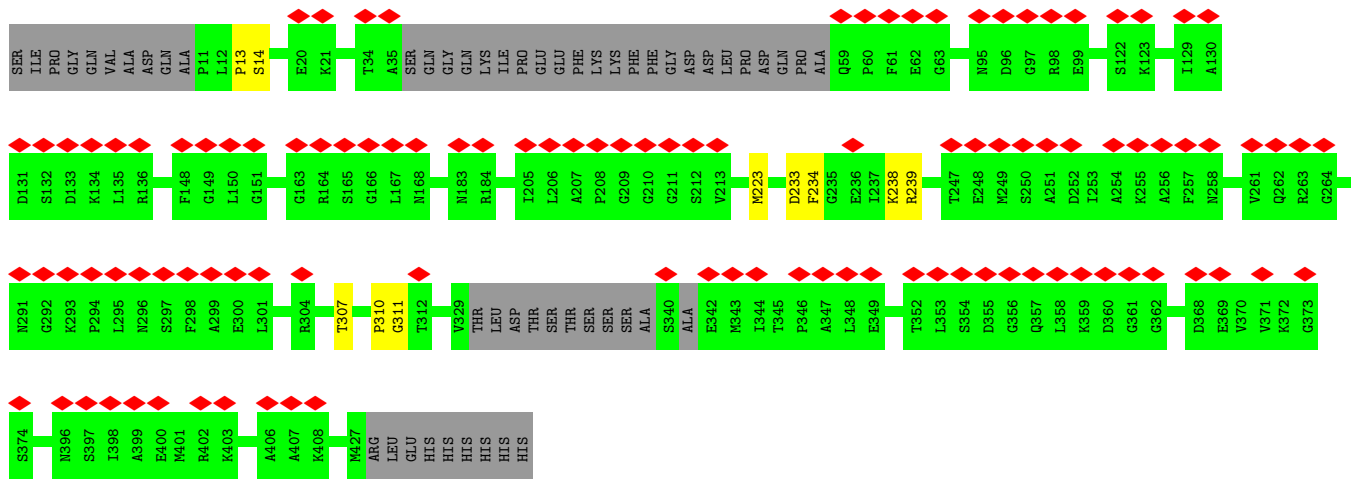 SER ILE PRO GLY GLN VAL ALA ASP GLN ALA P11 L12 P13 S14 E20 K21 T34 A35 SER GLN GLY GLN LYS ILE PRO GLU GLU PHE LYS LYS PHE PHE GLY ASP ASP LEU PRO ASP GLN PRO ALA Q59 P60 F61 E62 G63 N95 D96 G97 R98 E99 S122 K123 I129 A130
D131 S132 D133 K134 L135 R136 F148 G149 L150 G151 G163 R164 S165 G166 L167 N168 N183 R184 I205 L206 A207 P208 G209 G210 G211 S212 V213 M223 D233 F234 G235 E236 I237 K238 R239 T247 E248 M249 S250 A251 D252 I253 A254 K255 A256 F257 N258 V261 Q262 R263 G264
N291 G292 K293 P294 L295 N296 S297 F298 A299 E300 L301 R304 T307 P310 G311 T312 V329 THR LEU ASP THR SER THR SER SER SER ALA S340 ALA E342 M343 I344 T345 P346 A347 L348 E349 T352 L353 S354 D355 G356 Q357 L358 K359 D360 G361 G362 D368 E369 V370 V371 K372 G373
S374 N396 S397 I398 A399 E400 M401 R402 K403 A406 A407 K408 M427 ARG LEU GLU HIS HIS HIS HIS HIS HIS